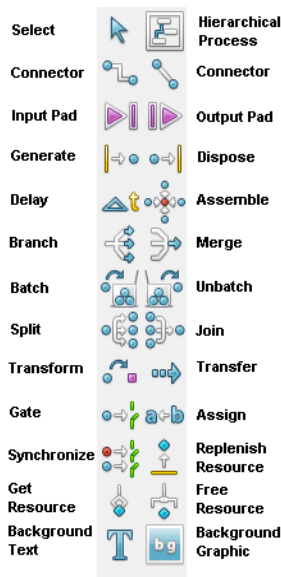 Select
Hierarchical
Process
Connector
Connector
Input Pad
Output Pad
Generate
Dispose
Delay
t
Assemble
Branch
Merge
Batch
Unbatch
Split
Join
Transform
Transfer
Gate
a b
Assign
Synchronize
Replenish
Resource
Get
Resource
Free
Resource
Background
Text
T
bg
Background
Graphic